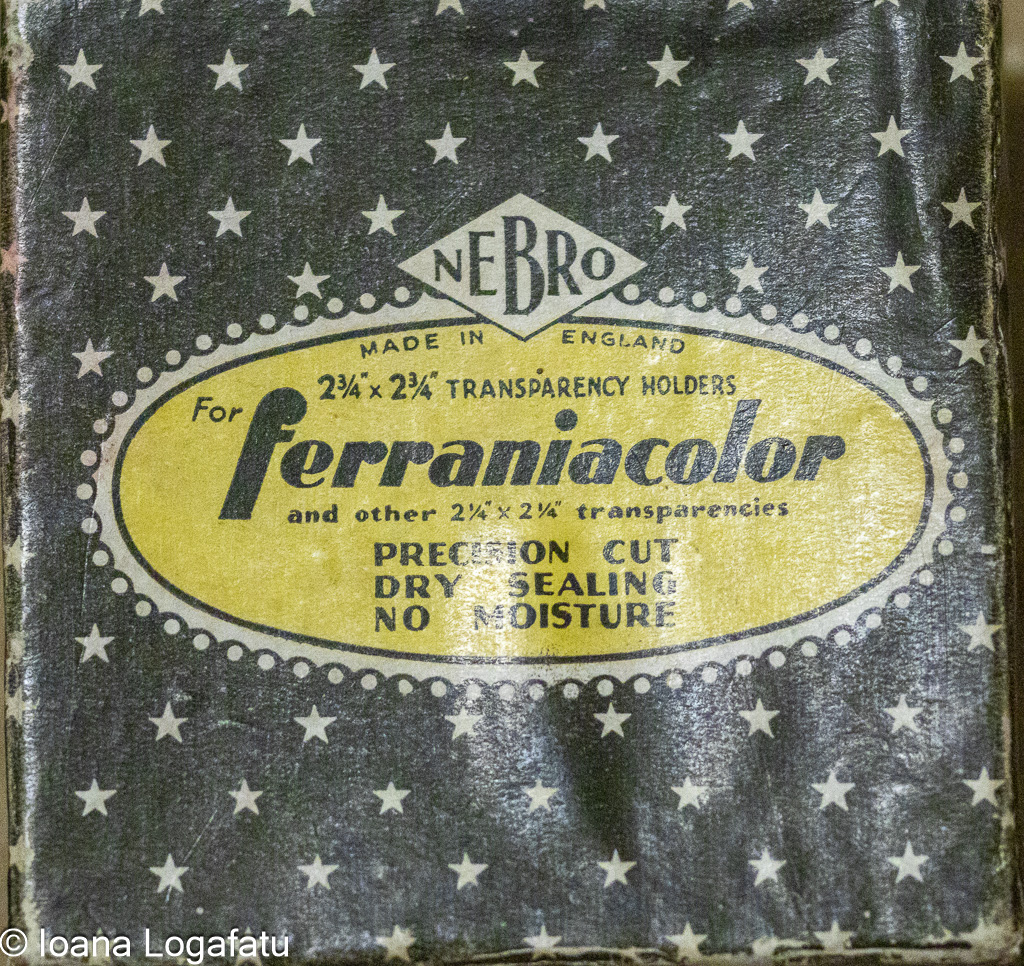 NEBRO
MADE IN ENGLAND
2¾" x 2¾" TRANSPARENCY HOLDERS
For
ferraniacolor
and other 2¼" x 2¼" transparencies
PRECISION CUT
DRY SEALING
NO MOISTURE
© Ioana Logafatu